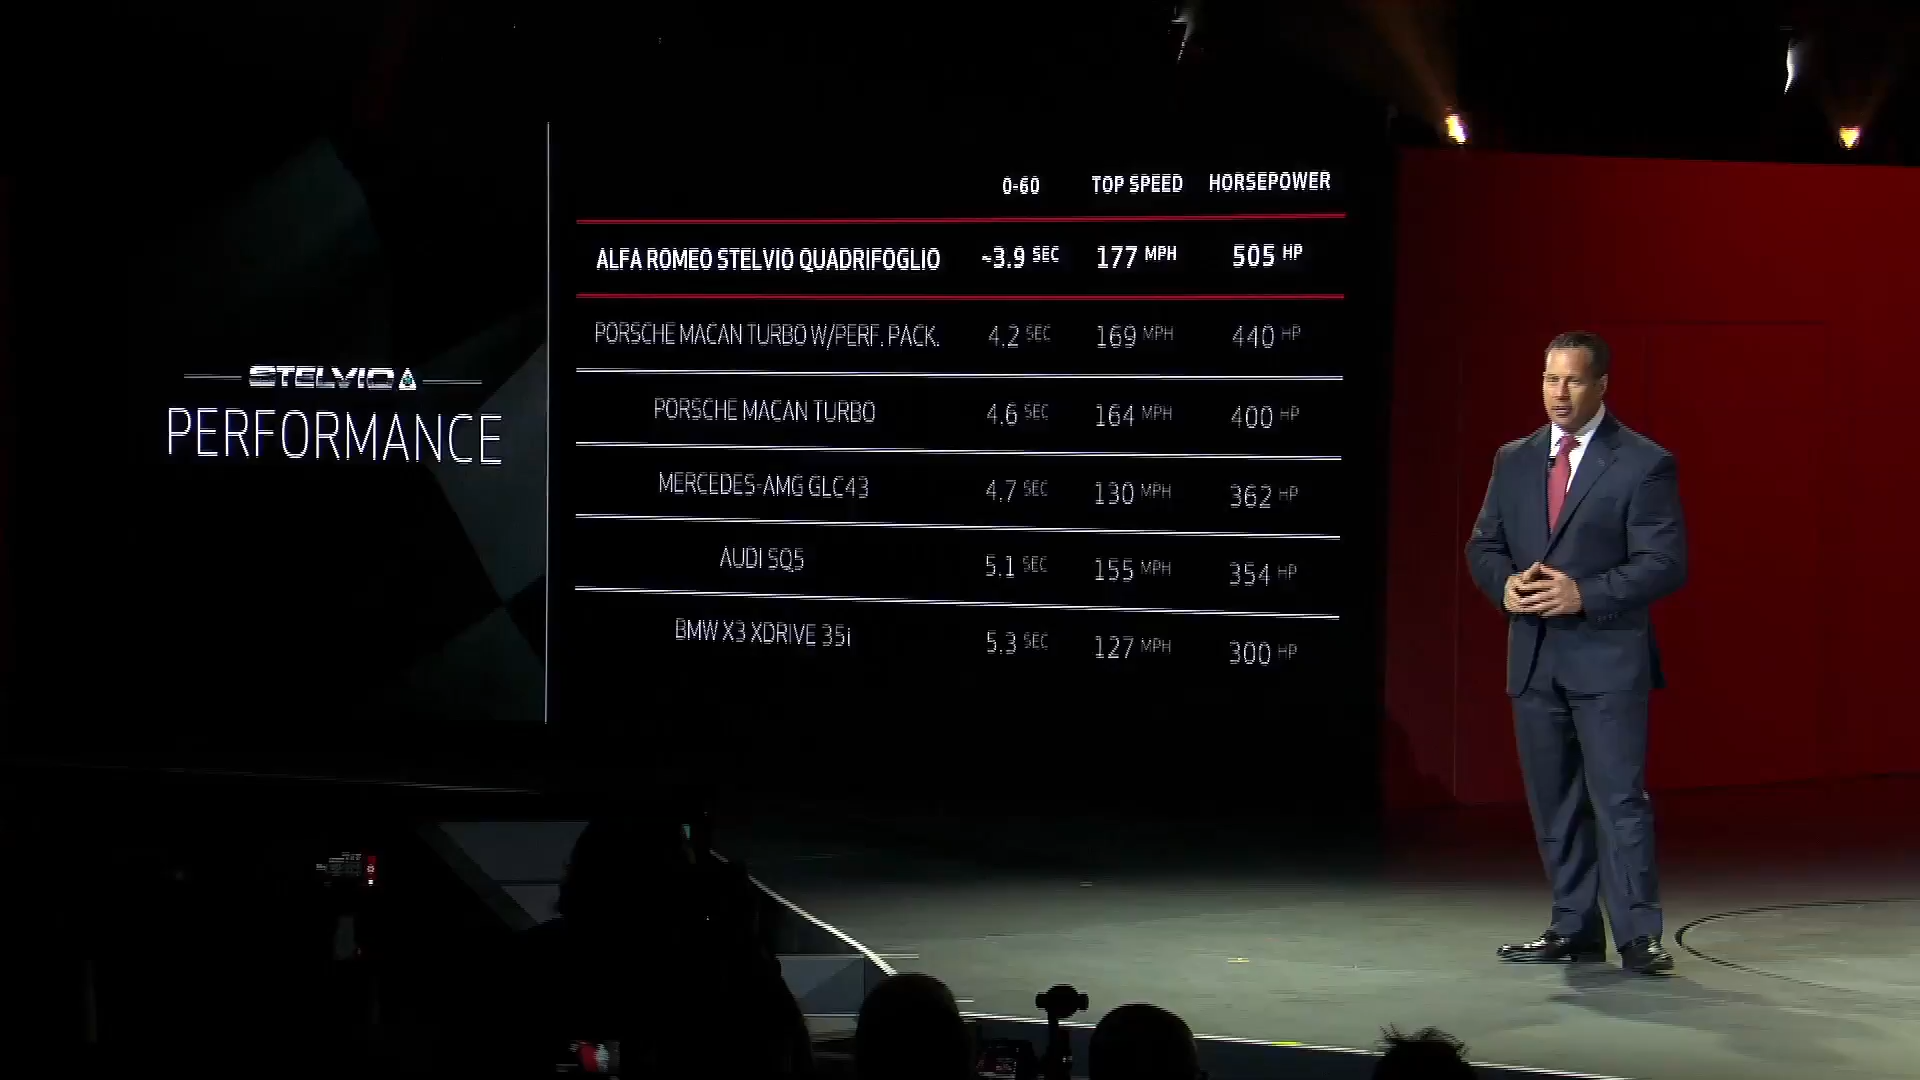 STELVIO
PERFORMANCE
0-60 TOP SPEED HORSEPOWER
ALFA ROMEO STELVIO QUADRIFOGLIO ~3.9 SEC 177 MPH 505 HP
PORSCHE MACAN TURBO W/PERF. PACK. 4.2 SEC 169 MPH 440 HP
PORSCHE MACAN TURBO 4.6 SEC 164 MPH 400 HP
MERCEDES-AMG GLC43 4.7 SEC 130 MPH 362 HP
AUDI SQ5 5.1 SEC 155 MPH 354 HP
BMW X3 XDRIVE 35i 5.3 SEC 127 MPH 300 HP